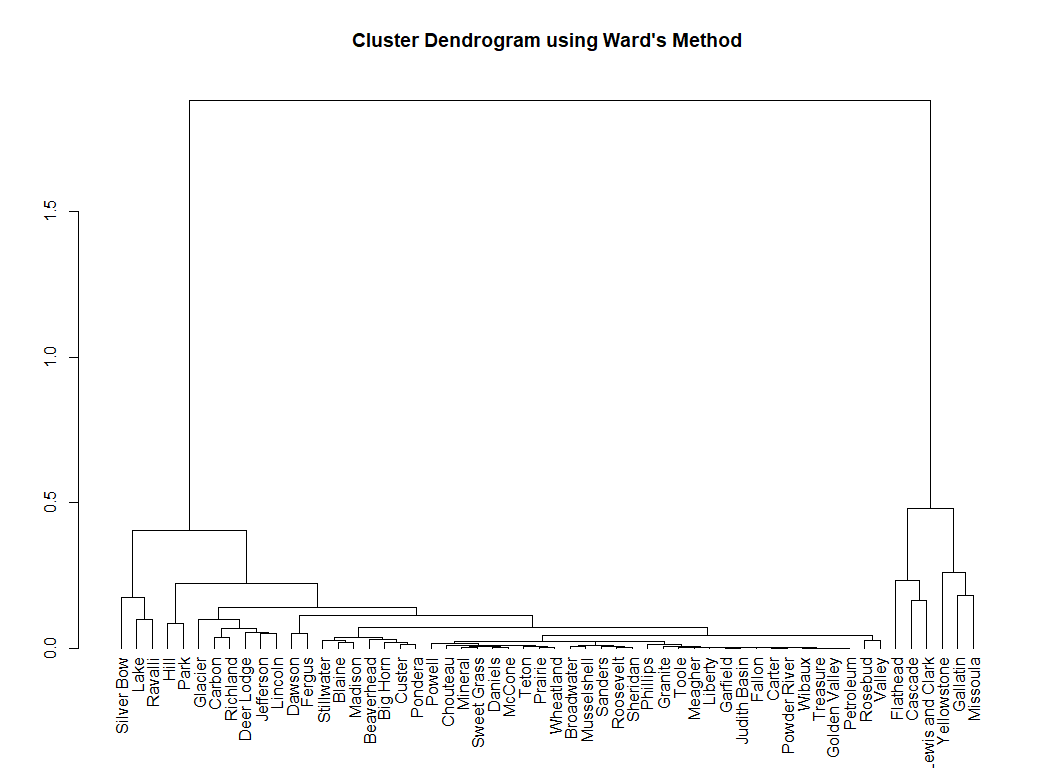 Cluster Dendrogram using Ward's Method
1.5
1.0
0.5
0.0
Silver Bow
Lake
Ravalli
Hill
Park
Glacier
Carbon
Richland
Deer Lodge
Jefferson
Lincoln
Dawson
Fergus
Stillwater
Blaine
Madison
Beaverhead
Big Horn
Custer
Pondera
Powell
Chouteau
Mineral
Sweet Grass
Daniels
McCone
Teton
Prairie
Wheatland
Broadwater
Musselshell
Sanders
Roosevelt
Sheridan
Phillips
Granite
Toole
Meagher
Liberty
Garfield
Judith Basin
Fallon
Carter
Powder River
Wibaux
Treasure
Golden Valley
Petroleum
Rosebud
Valley
Flathead
Cascade
Lewis and Clark
Yellowstone
Gallatin
Missoula